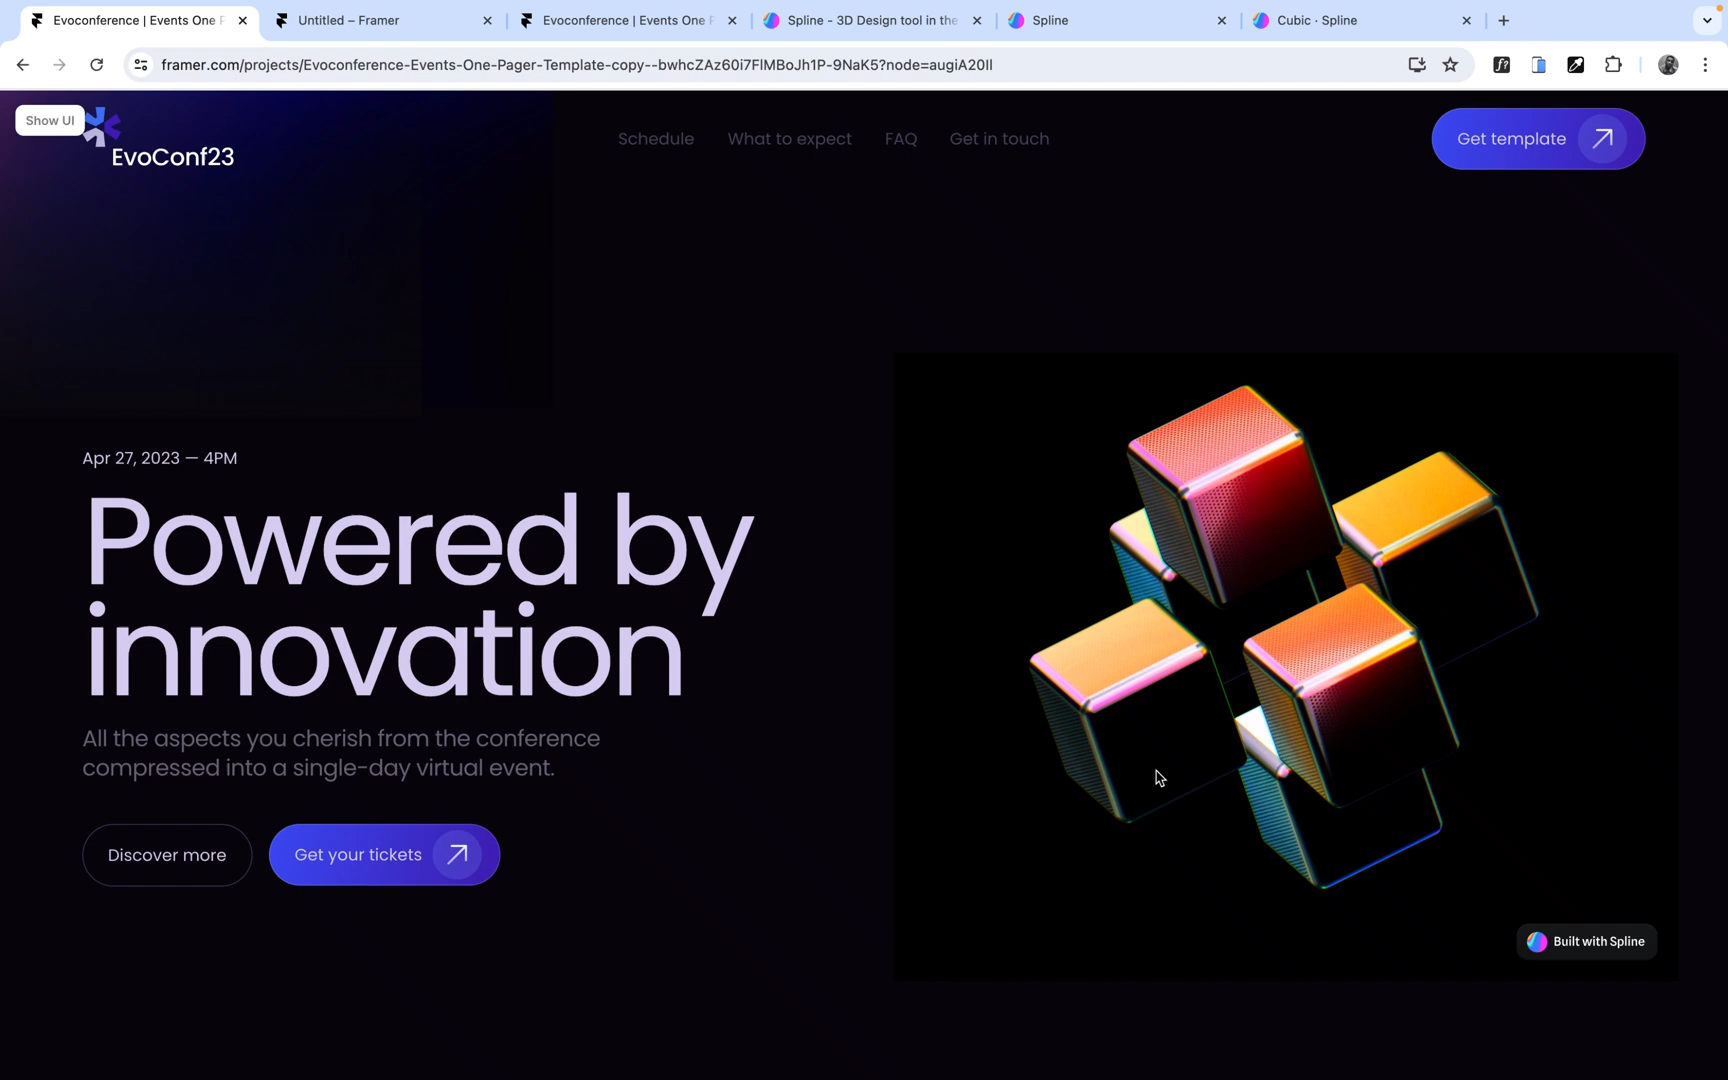 Evoconference | Events One P
Untitled – Framer
Evoconference | Events One P
Spline - 3D Design tool in the
Spline
Cubic · Spline
framer.com/projects/Evoconference-Events-One-Pager-Template-copy--bwhcZAz60i7FlMBoJh1P-9NaK5?node=augiA20Il
Show UI
EvoConf23
Schedule
What to expect
FAQ
Get in touch
Get template
Apr 27, 2023 — 4PM
Powered by
innovation
All the aspects you cherish from the conference
compressed into a single-day virtual event.
Discover more
Get your tickets
Built with Spline